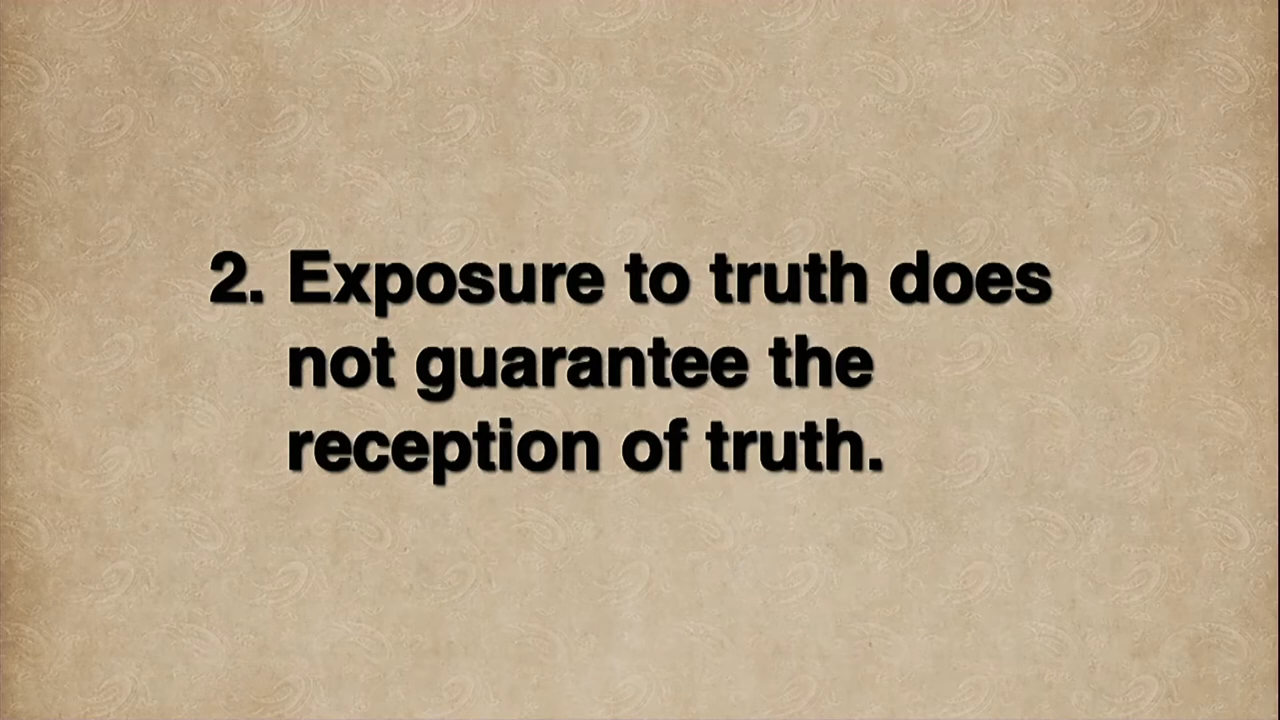 2. Exposure to truth does
not guarantee the
reception of truth.